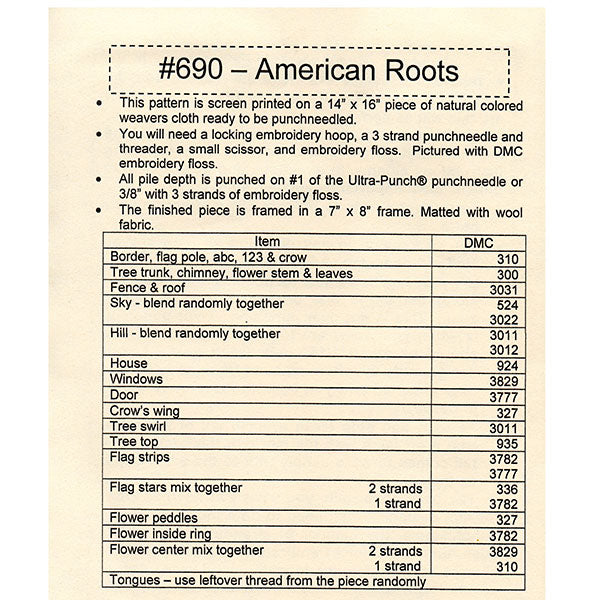 #690 – American Roots
• This pattern is screen printed on a 14" x 16" piece of natural colored
weavers cloth ready to be punchneedled.
• You will need a locking embroidery hoop, a 3 strand punchneedle and
threader, a small scissor, and embroidery floss. Pictured with DMC
embroidery floss.
• All pile depth is punched on #1 of the Ultra-Punch® punchneedle or
3/8" with 3 strands of embroidery floss.
• The finished piece is framed in a 7" x 8" frame. Matted with wool
fabric.
Item DMC
Border, flag pole, abc, 123 & crow 310
Tree trunk, chimney, flower stem & leaves 300
Fence & roof 3031
Sky - blend randomly together 524
3022
Hill - blend randomly together 3011
3012
House 924
Windows 3829
Door 3777
Crow's wing 327
Tree swirl 3011
Tree top 935
Flag strips 3782
3777
Flag stars mix together 2 strands 336
1 strand 3782
Flower peddles 327
Flower inside ring 3782
Flower center mix together 2 strands 3829
1 strand 310
Tongues – use leftover thread from the piece randomly